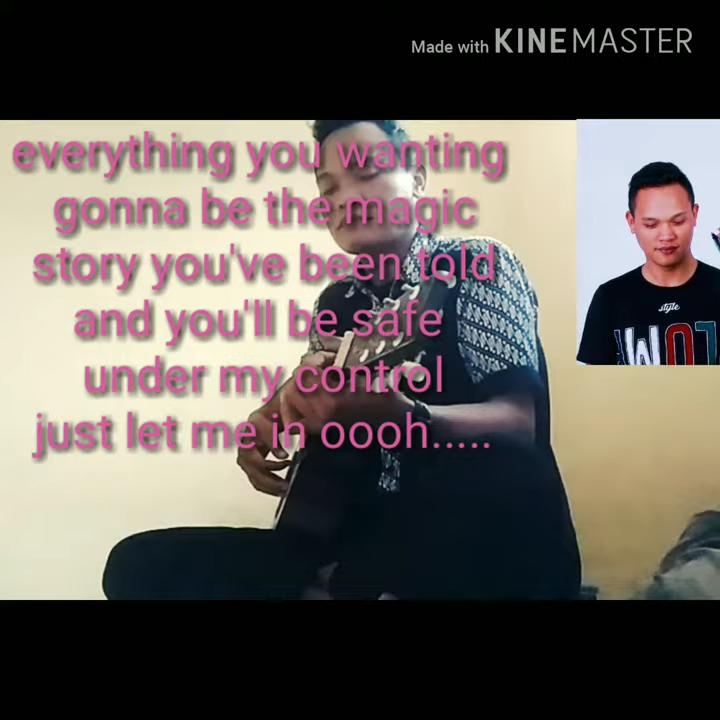 Made with KINEMASTER
everything you wanting
gonna be the magic
story you've been told
and you'll be safe
under my control
just let me in oooh.....
style